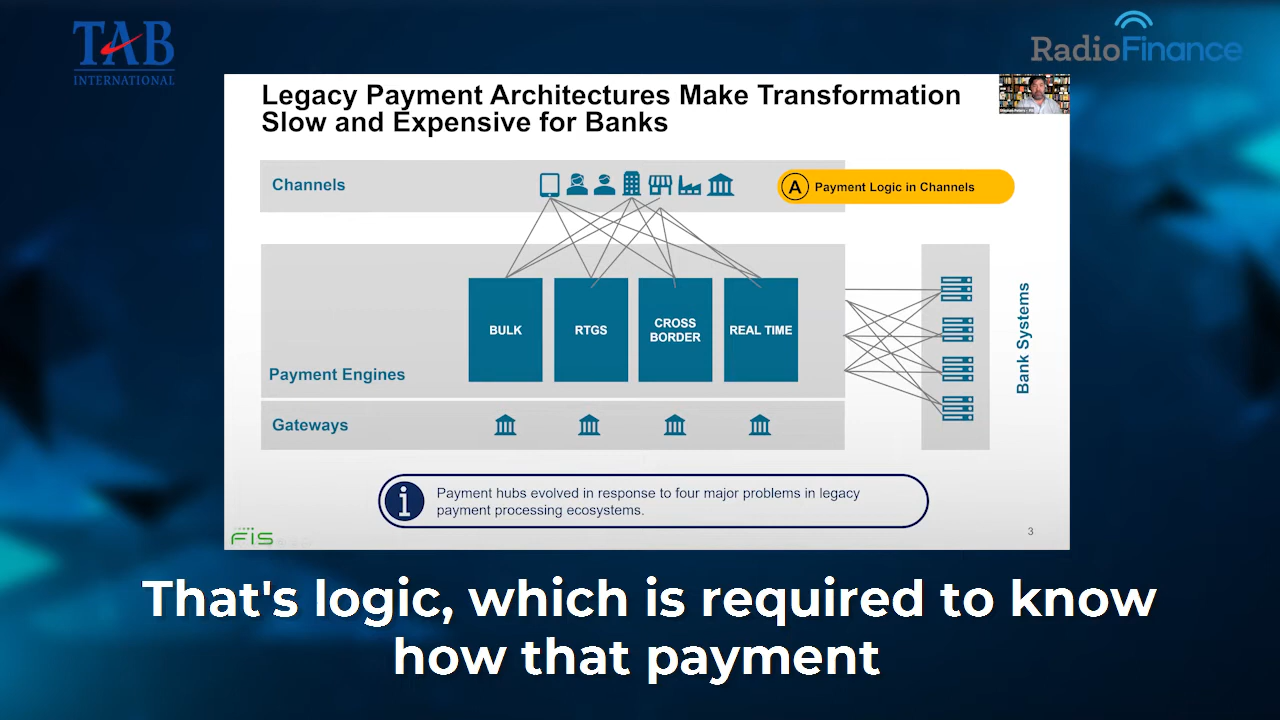 TAB
INTERNATIONAL
RadioFinance
Legacy Payment Architectures Make Transformation
Slow and Expensive for Banks
Channels
A
Payment Logic in Channels
BULK
RTGS
CROSS
BORDER
REAL TIME
Payment Engines
Bank Systems
Gateways
i
Payment hubs evolved in response to four major problems in legacy
payment processing ecosystems.
FIS
3
That's logic, which is required to know
how that payment